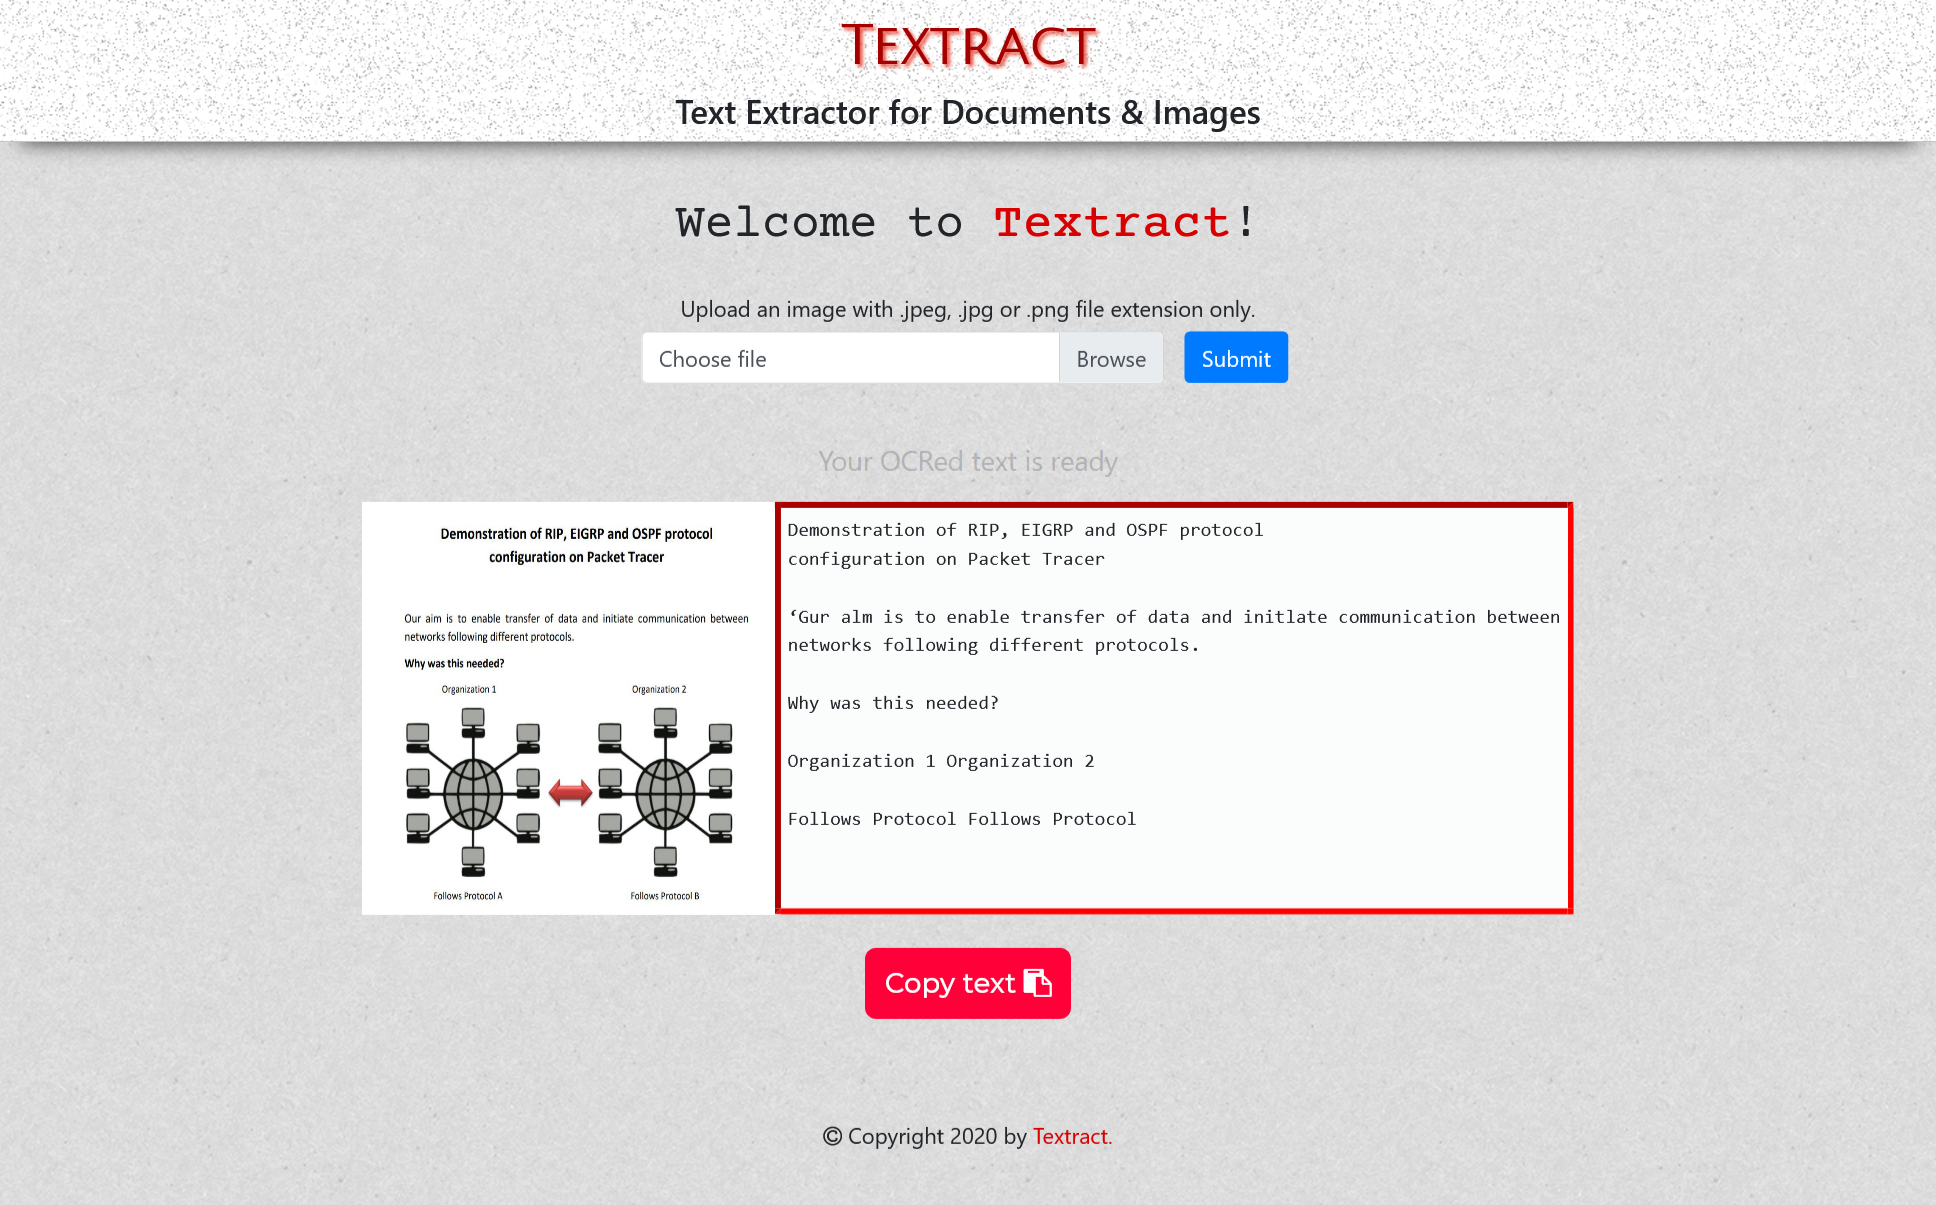 TEXTRACT
Text Extractor for Documents & Images
Welcome to Textract!
Upload an image with .jpeg, .jpg or .png file extension only.
Choose file Browse Submit
Your OCRed text is ready
Demonstration of RIP, EIGRP and OSPF protocol
configuration on Packet Tracer
Our aim is to enable transfer of data and initiate communication between
networks following different protocols.
Why was this needed?
Organization 1 Organization 2
Follows Protocol A Follows Protocol B
Demonstration of RIP, EIGRP and OSPF protocol
configuration on Packet Tracer
‘Gur alm is to enable transfer of data and initlate communication between
networks following different protocols.
Why was this needed?
Organization 1 Organization 2
Follows Protocol Follows Protocol
Copy text
© Copyright 2020 by Textract.